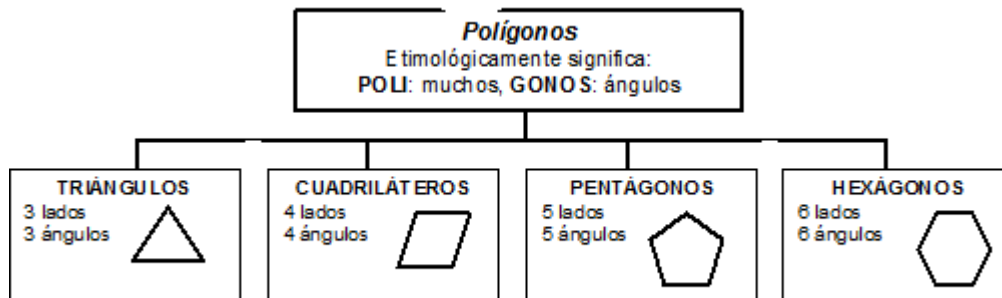 Polígonos
Etimológicamente significa:
POLI: muchos, GONOS: ángulos
TRIÁNGULOS
3 lados
3 ángulos
CUADRILÁTEROS
4 lados
4 ángulos
PENTÁGONOS
5 lados
5 ángulos
HEXÁGONOS
6 lados
6 ángulos